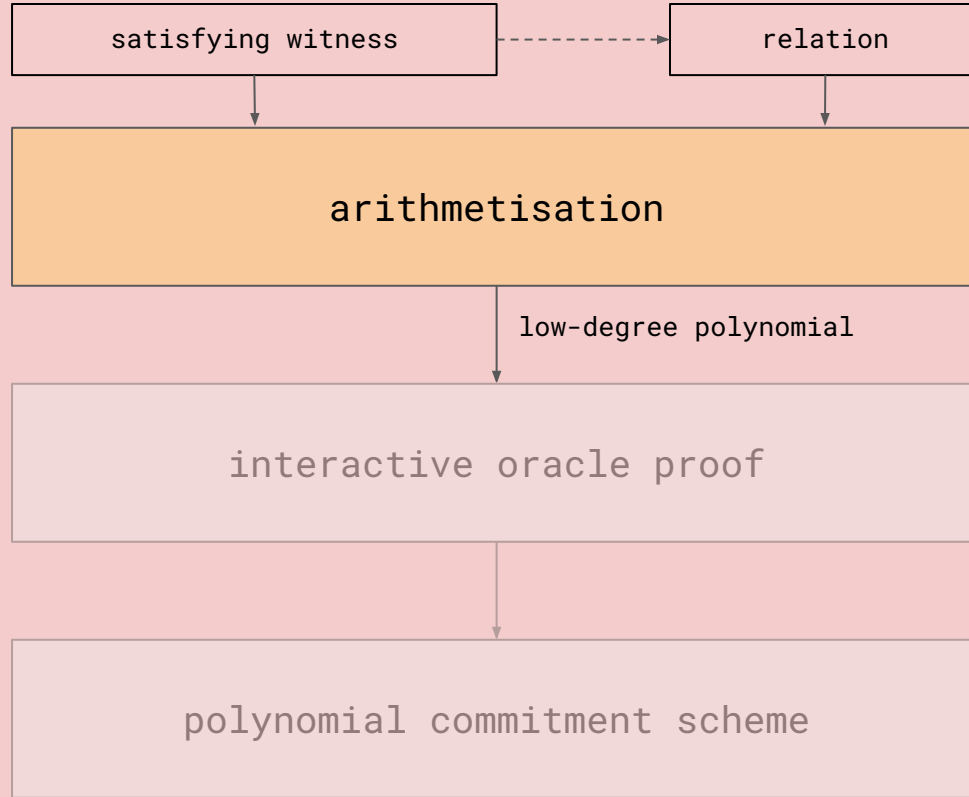 satisfying witness
relation
arithmetisation
low-degree polynomial
interactive oracle proof
polynomial commitment scheme